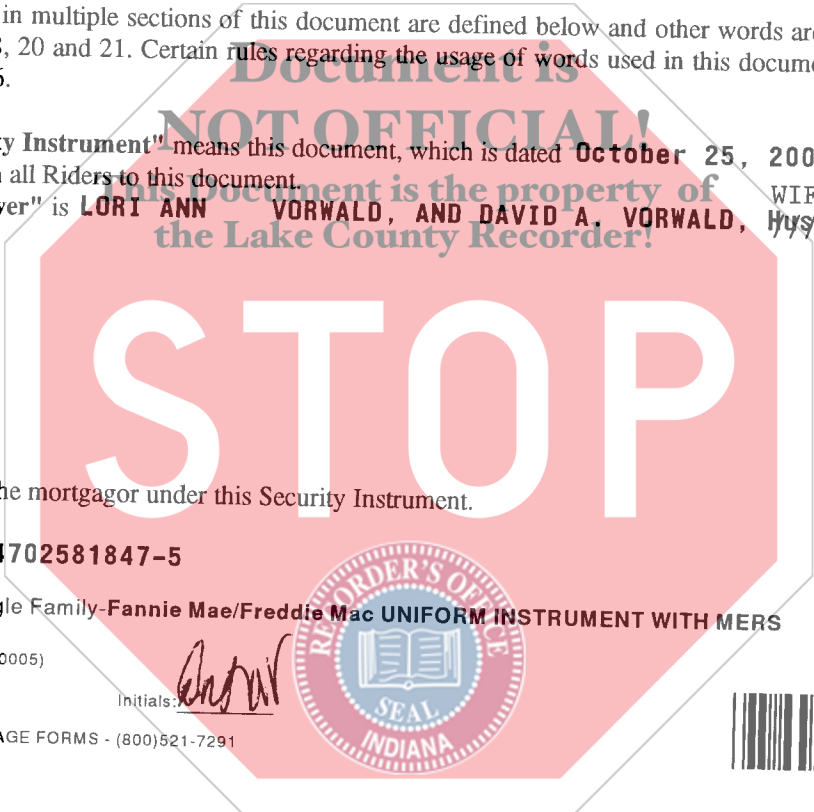 in multiple sections of this document are defined below and other words are
, 20 and 21. Certain rules regarding the usage of words used in this docume
Document is
NOT OFFICIAL!
y Instrument" means this document, which is dated October 25, 200
all Riders to this document.
This Document is the property of
WIF
er" is LORI ANN VORWALD, AND DAVID A. VORWALD, Hus
the Lake County Recorder!
STOP
he mortgagor under this Security Instrument.
702581847-5
gle Family-Fannie Mae/Freddie Mac UNIFORM INSTRUMENT WITH MERS
0005)
Initials:
AGE FORMS - (800)521-7291
RECORDER'S OFFICE
SEAL
INDIANA